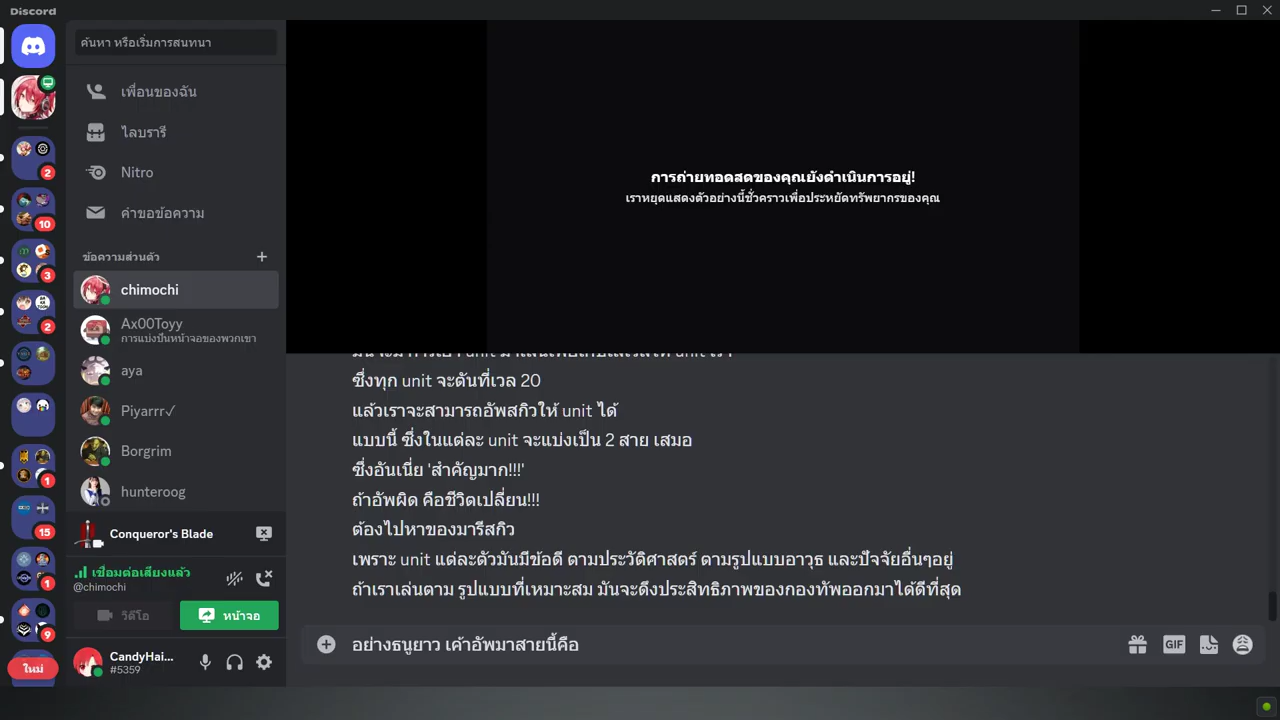 Discord
ค้นหา หรือเริ่มการสนทนา
เพื่อนของฉัน
ไลบรารี
Nitro
คำขอข้อความ
ข้อความส่วนตัว
chimochi
Ax00Toyy
การแบ่งปันหน้าจอของพวกเขา
aya
Piyarrr✓
Borgrim
hunteroog
Conqueror's Blade
เชื่อมต่อเสียงแล้ว
@chimochi
วิดีโอ
หน้าจอ
CandyHai...
#5359
2
10
3
2
1
15
1
9
ใหม่
การถ่ายทอดสดของคุณยังดำเนินการอยู่!
เราหยุดแสดงตัวอย่างนี้ชั่วคราวเพื่อประหยัดทรัพยากรของคุณ
ซึ่งทุก unit จะตันที่เวล 20
แล้วเราจะสามารถอัพสกิวให้ unit ได้
แบบนี้ ซึ่งในแต่ละ unit จะแบ่งเป็น 2 สาย เสมอ
ซึ่งอันเนี่ย 'สำคัญมาก!!!'
ถ้าอัพผิด คือชีวิตเปลี่ยน!!!
ต้องไปหาของมารีสกิว
เพราะ unit แต่ละตัวมันมีข้อดี ตามประวัติศาสตร์ ตามรูปแบบอาวุธ และปัจจัยอื่นๆอยู่
ถ้าเราเล่นตาม รูปแบบที่เหมาะสม มันจะดึงประสิทธิภาพของกองทัพออกมาได้ดีที่สุด
อย่างธนูยาว เค้าอัพมาสายนี้คือ
GIF